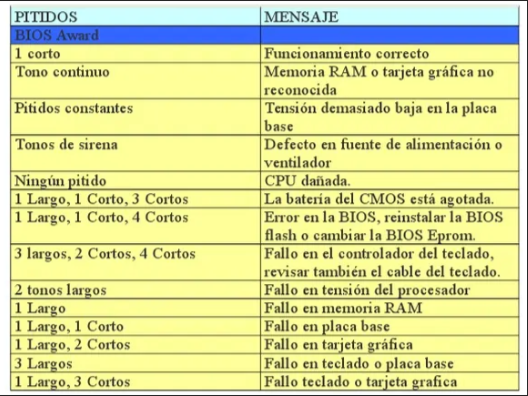 PITIDOS MENSAJE
BIOS Award
1 corto Funcionamiento correcto
Tono continuo Memoria RAM o tarjeta gráfica no
reconocida
Pitidos constantes Tensión demasiado baja en la placa
base
Tonos de sirena Defecto en fuente de alimentación o
ventilador
Ningún pitido CPU dañada.
1 Largo, 1 Corto, 3 Cortos La batería del CMOS está agotada.
1 Largo, 1 Corto, 4 Cortos Error en la BIOS, reinstalar la BIOS
flash o cambiar la BIOS Eprom.
3 largos, 2 Cortos, 4 Cortos Fallo en el controlador del teclado,
revisar también el cable del teclado.
2 tonos largos Fallo en tensión del procesador
1 Largo Fallo en memoria RAM
1 Largo, 1 Corto Fallo en placa base
1 Largo, 2 Cortos Fallo en tarjeta gráfica
3 Largos Fallo en teclado o placa base
1 Largo, 3 Cortos Fallo teclado o tarjeta grafica